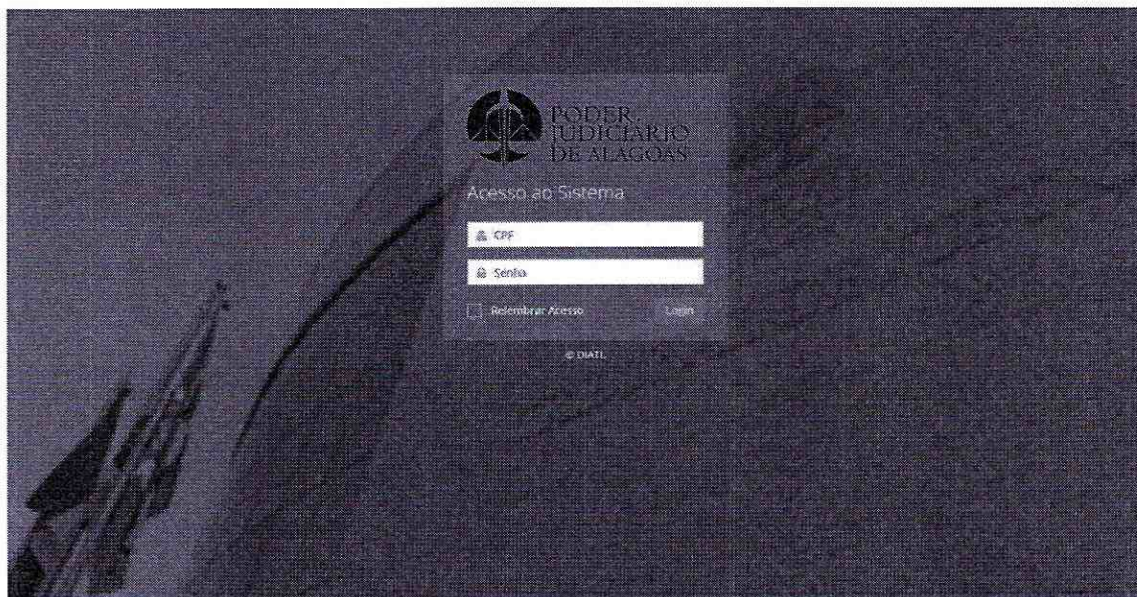 PODER
JUDICIÁRIO
DE ALAGOAS
Acesso ao Sistema
CPF
Senha
Relembrar Acesso
Login
© DIATI